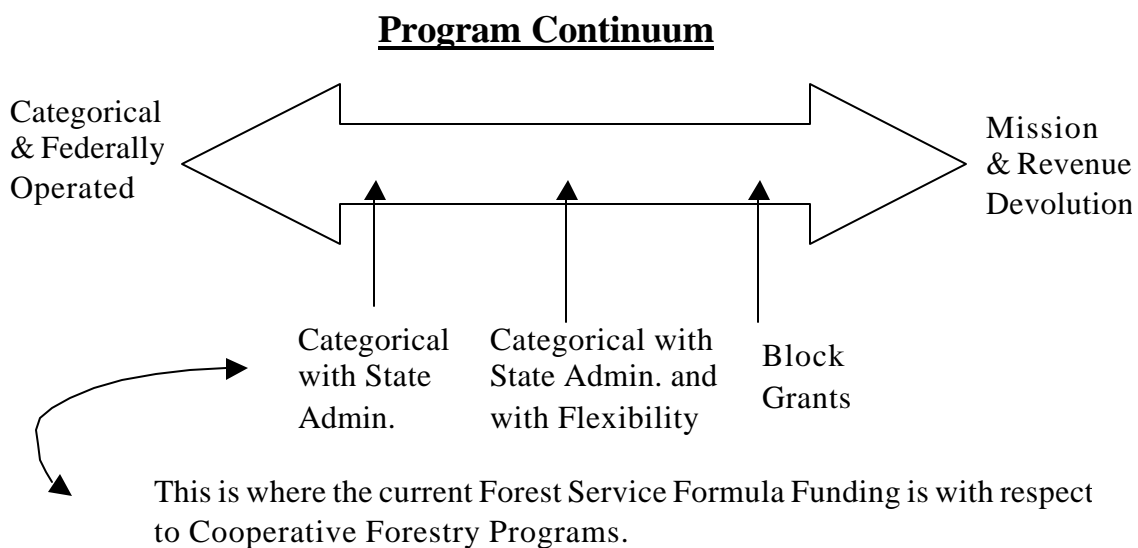 Program Continuum
Categorical
& Federally
Operated
Mission
& Revenue
Devolution
Categorical
with State
Admin.
Categorical with
State Admin. and
with Flexibility
Block
Grants
This is where the current Forest Service Formula Funding is with respect
to Cooperative Forestry Programs.